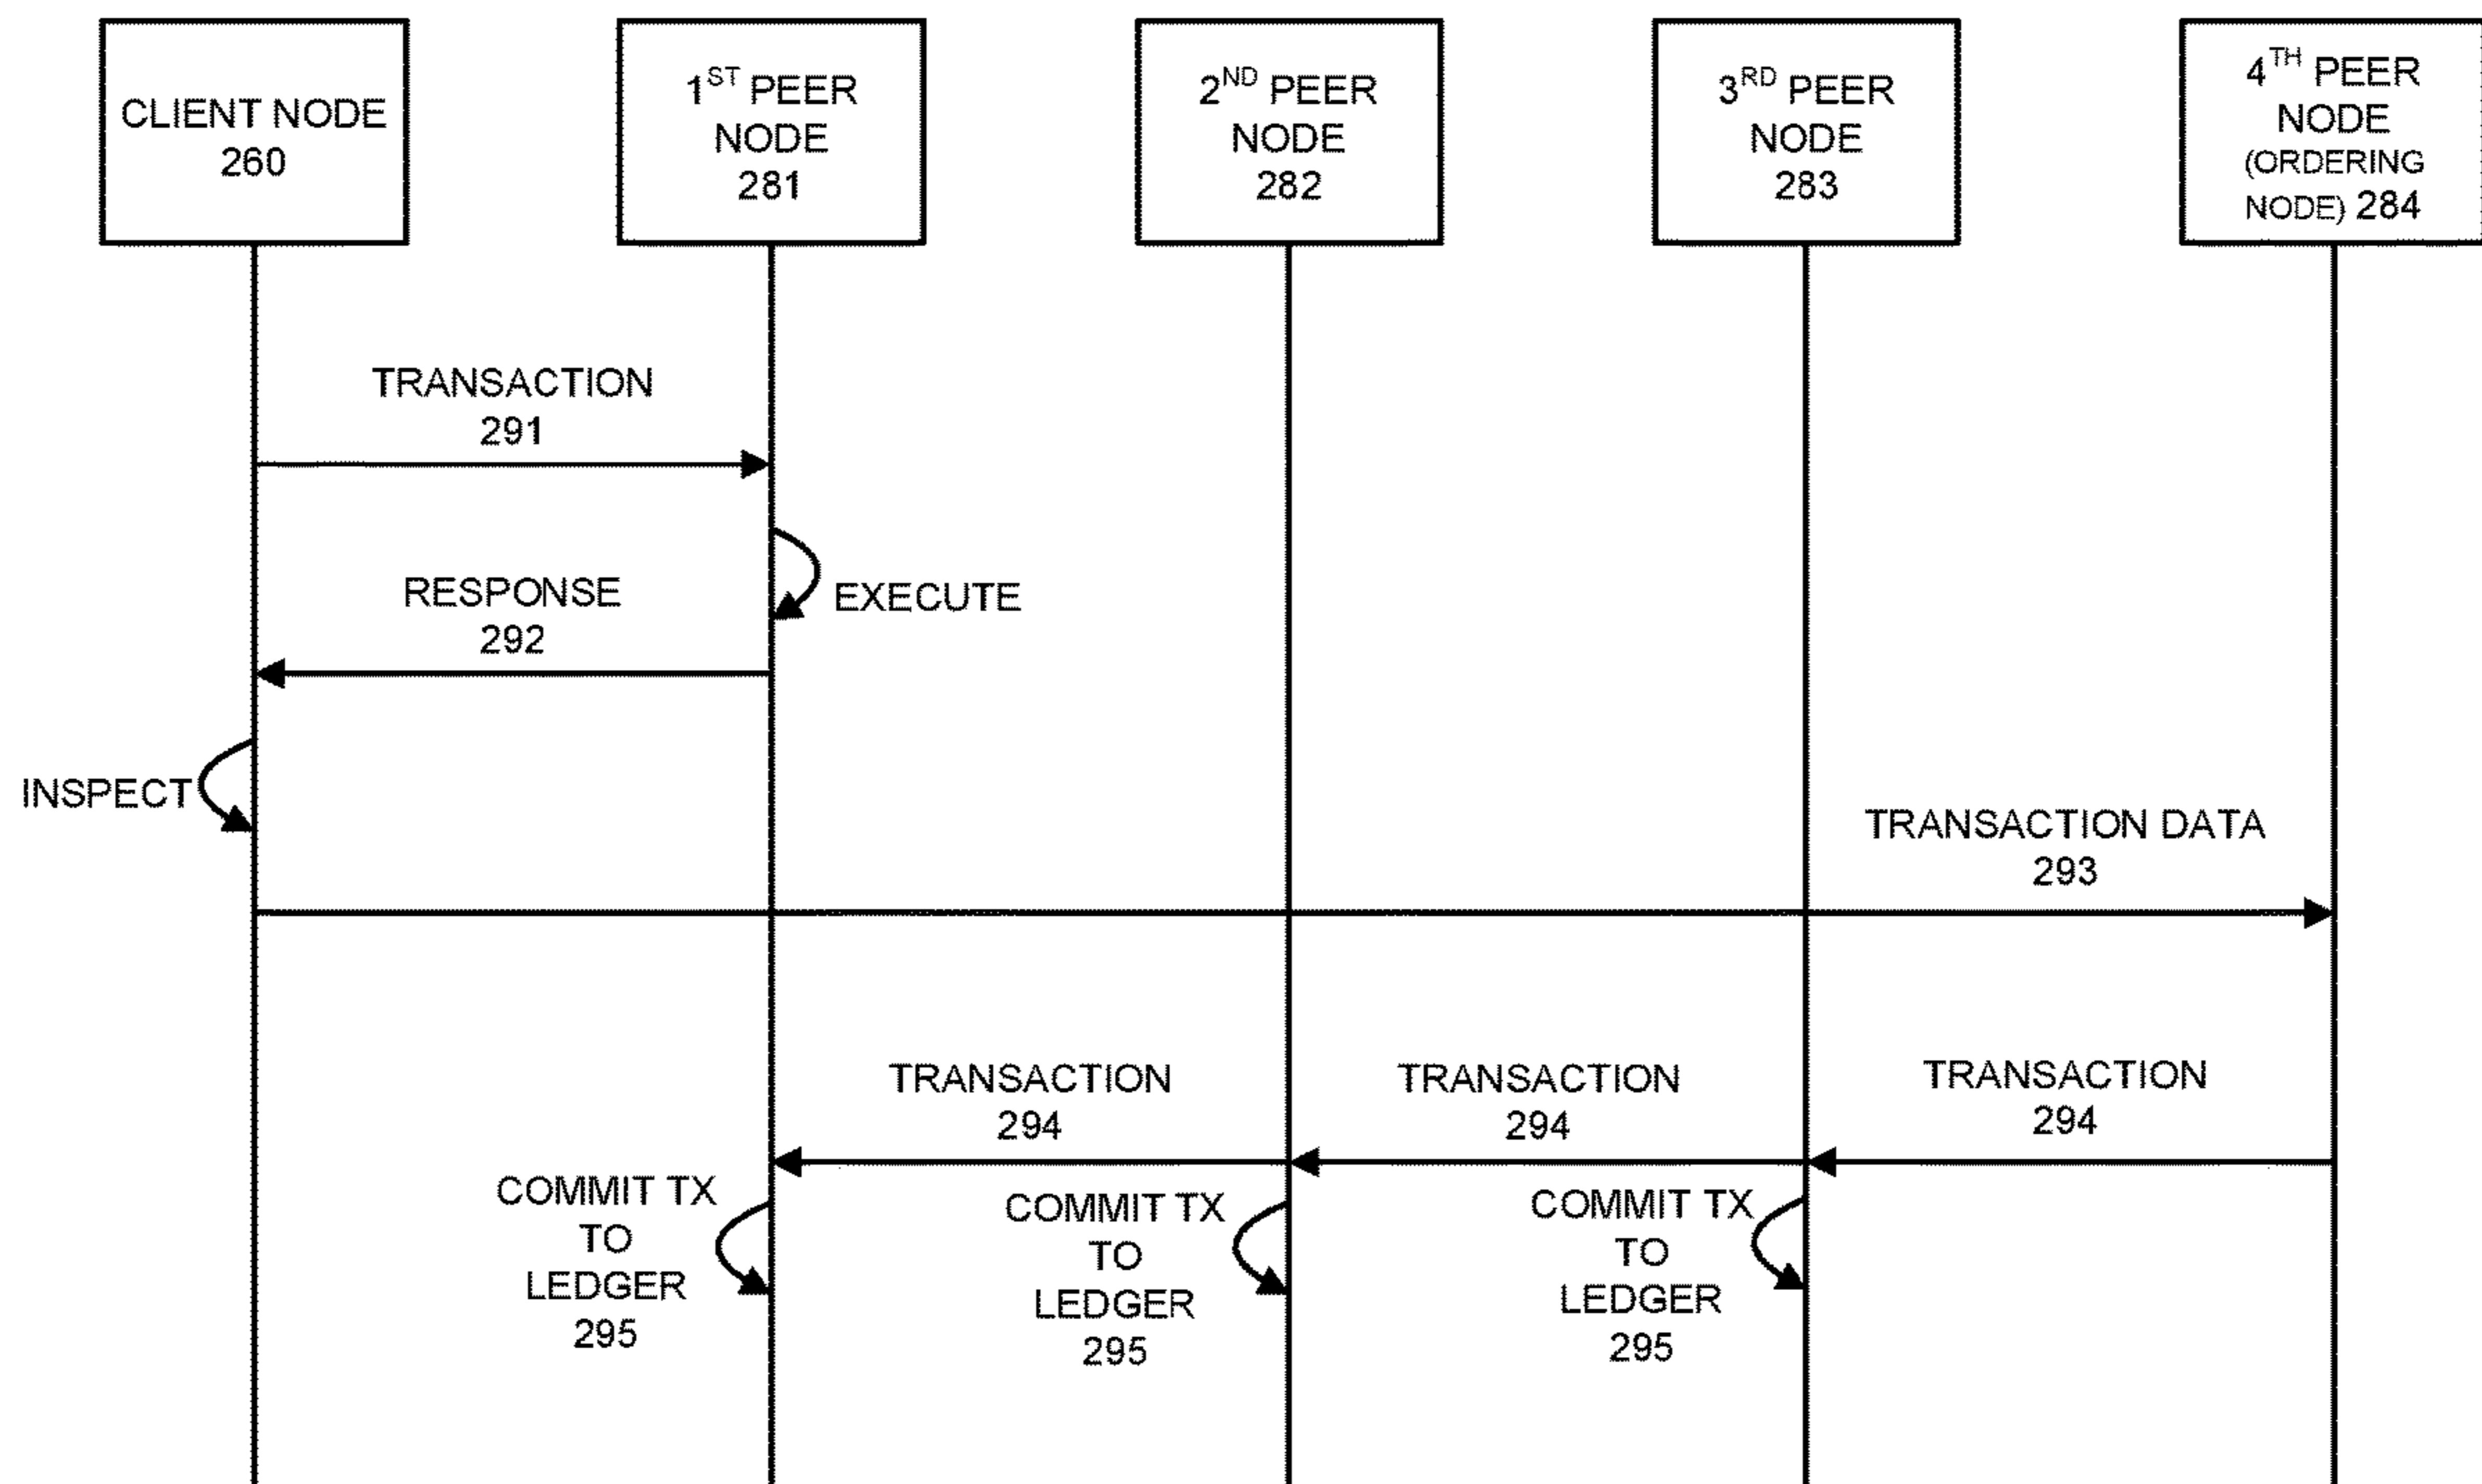 CLIENT NODE
260
1ST PEER
NODE
281
2ND PEER
NODE
282
3RD PEER
NODE
283
4TH PEER
NODE
(ORDERING
NODE) 284
TRANSACTION
291
EXECUTE
RESPONSE
292
INSPECT
TRANSACTION DATA
293
TRANSACTION
294
TRANSACTION
294
TRANSACTION
294
COMMIT TX
TO
LEDGER
295
COMMIT TX
TO
LEDGER
295
COMMIT TX
TO
LEDGER
295